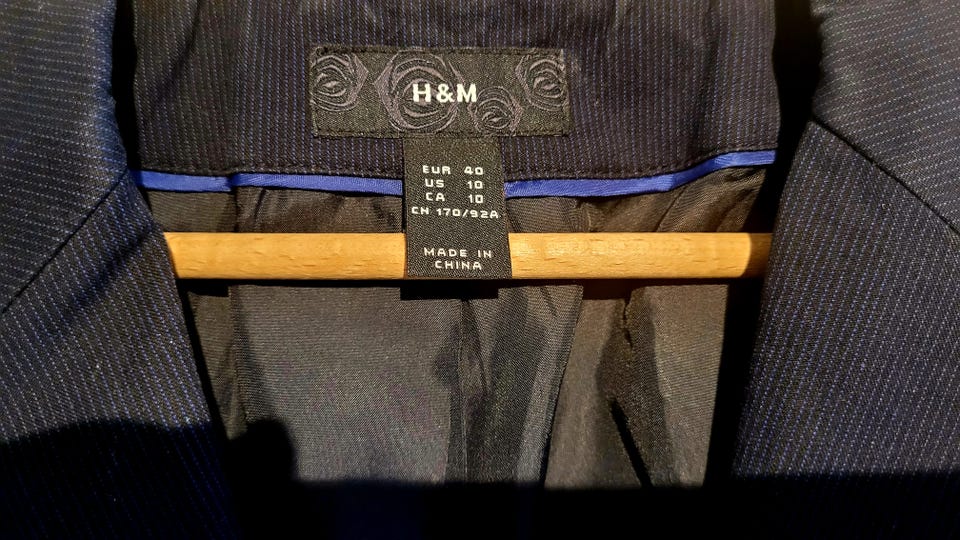 H&M
EUR 40
US 10
CA 10
CN 170/92A
MADE IN
CHINA